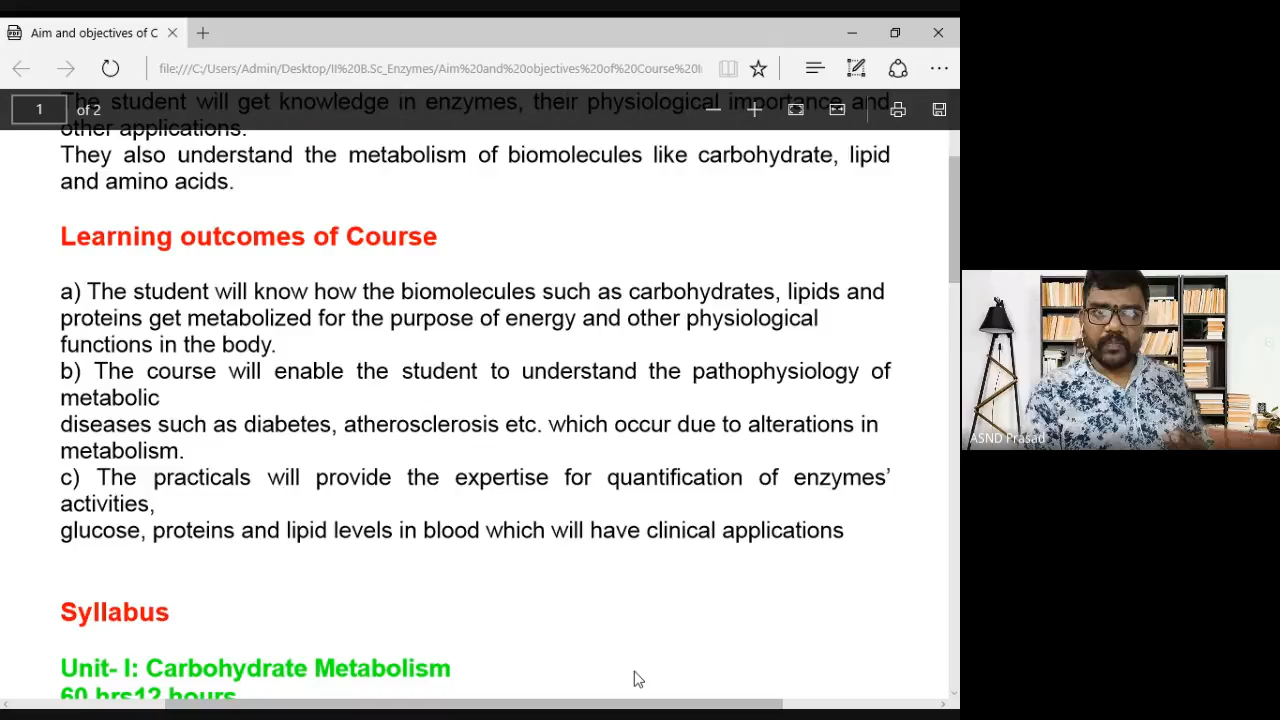 Aim and objectives of C
file:///C:/Users/Admin/Desktop/II%20B.Sc_Enzymes/Aim%20and%20objectives%20of%20Course%20I
1 of 2
The student will get knowledge in enzymes, their physiological importance and
other applications.
They also understand the metabolism of biomolecules like carbohydrate, lipid
and amino acids.
Learning outcomes of Course
a) The student will know how the biomolecules such as carbohydrates, lipids and
proteins get metabolized for the purpose of energy and other physiological
functions in the body.
b) The course will enable the student to understand the pathophysiology of
metabolic
diseases such as diabetes, atherosclerosis etc. which occur due to alterations in
metabolism.
c) The practicals will provide the expertise for quantification of enzymes’
activities,
glucose, proteins and lipid levels in blood which will have clinical applications
Syllabus
Unit- I: Carbohydrate Metabolism
60 hrs12 hours
ASND Prasad